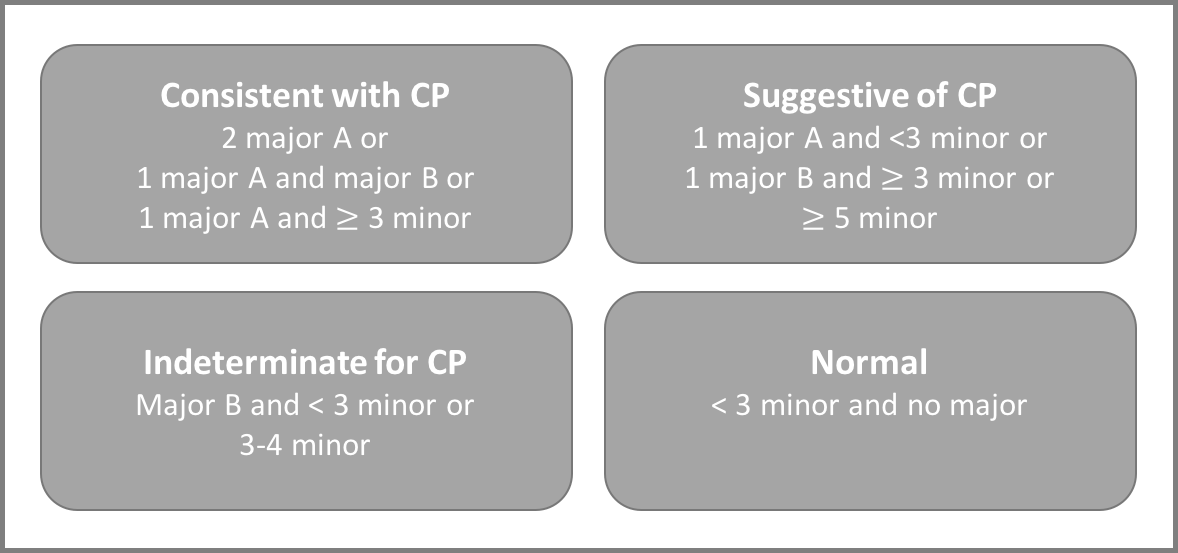 Consistent with CP
2 major A or
1 major A and major B or
1 major A and ≥ 3 minor
Suggestive of CP
1 major A and <3 minor or
1 major B and ≥ 3 minor or
≥ 5 minor
Indeterminate for CP
Major B and < 3 minor or
3-4 minor
Normal
< 3 minor and no major